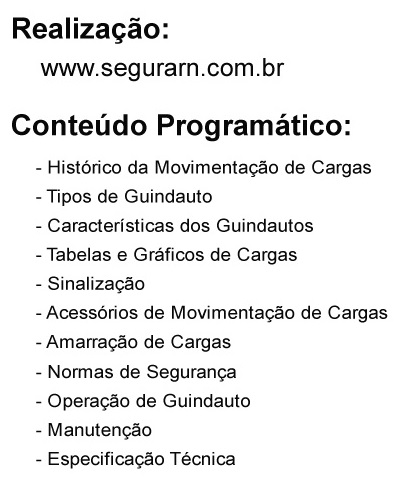 Realização:
www.segurarn.com.br
Conteúdo Programático:
- Histórico da Movimentação de Cargas
- Tipos de Guindauto
- Características dos Guindautos
- Tabelas e Gráficos de Cargas
- Sinalização
- Acessórios de Movimentação de Cargas
- Amarração de Cargas
- Normas de Segurança
- Operação de Guindauto
- Manutenção
- Especificação Técnica